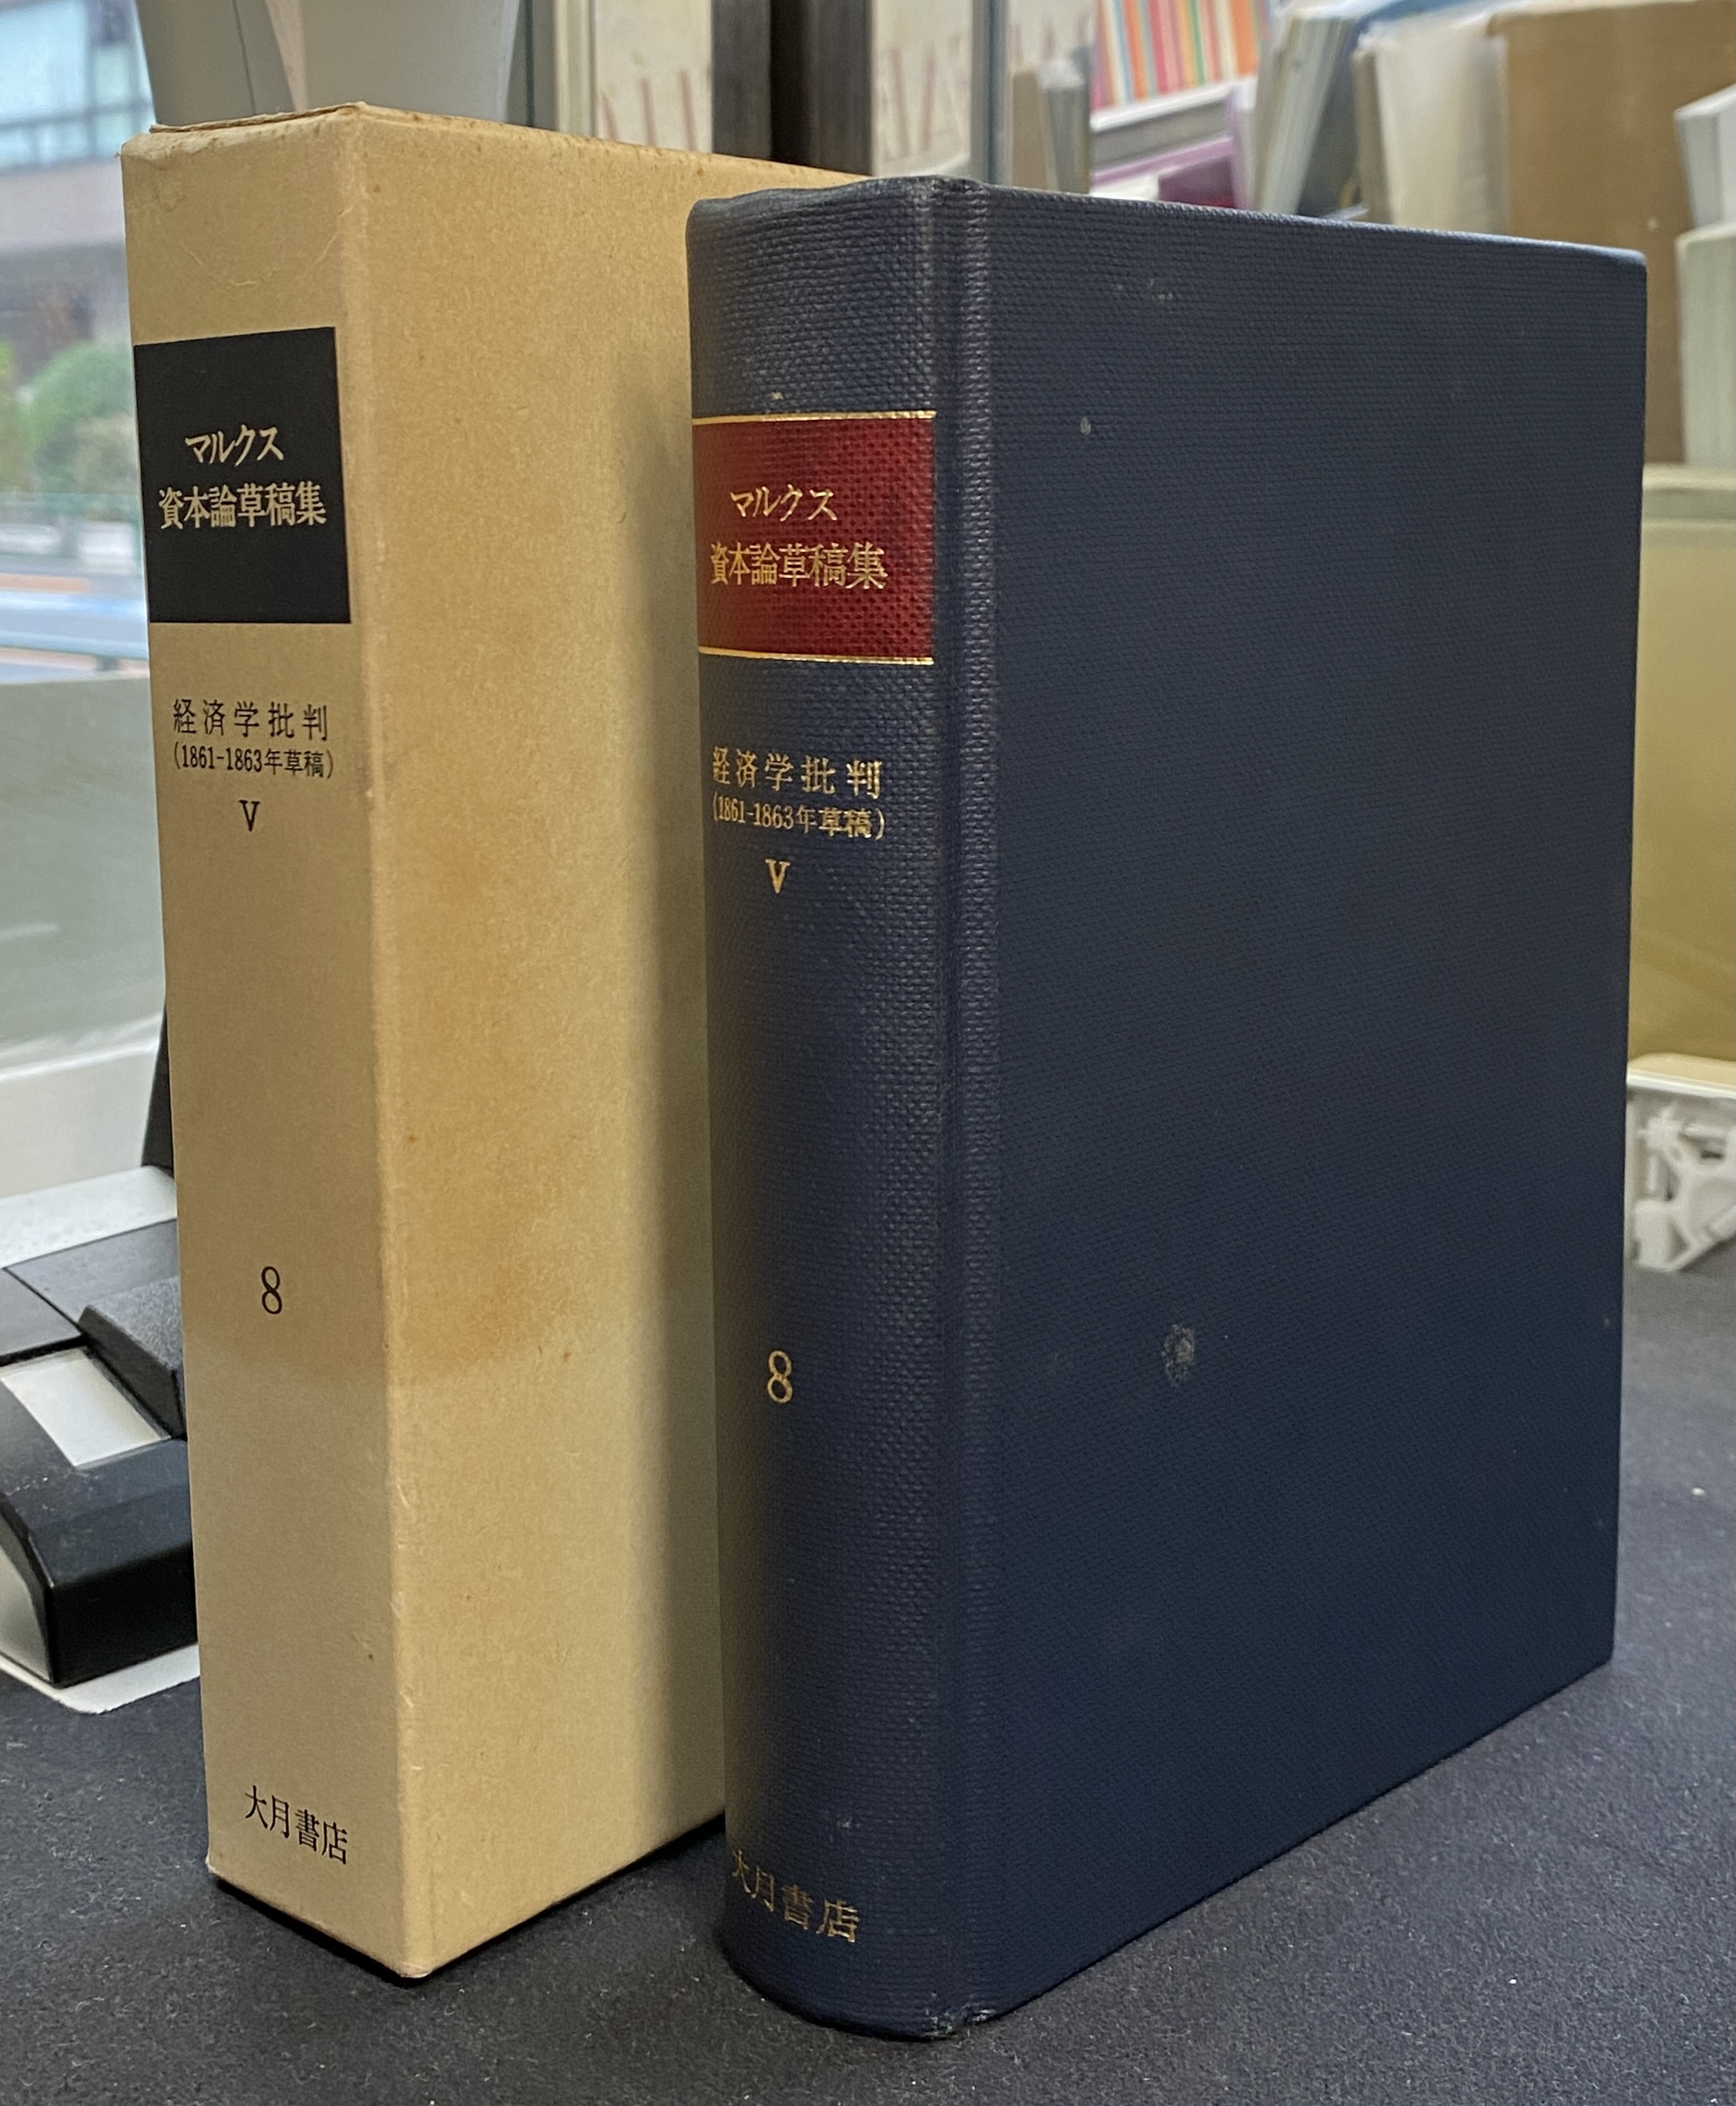 マルクス
資本論草稿集
経済学批判
(1861-1863年草稿)
V
8
大月書店
マルクス
資本論草稿集
経済学批判
(1861-1863年草稿)
V
8
大月書店